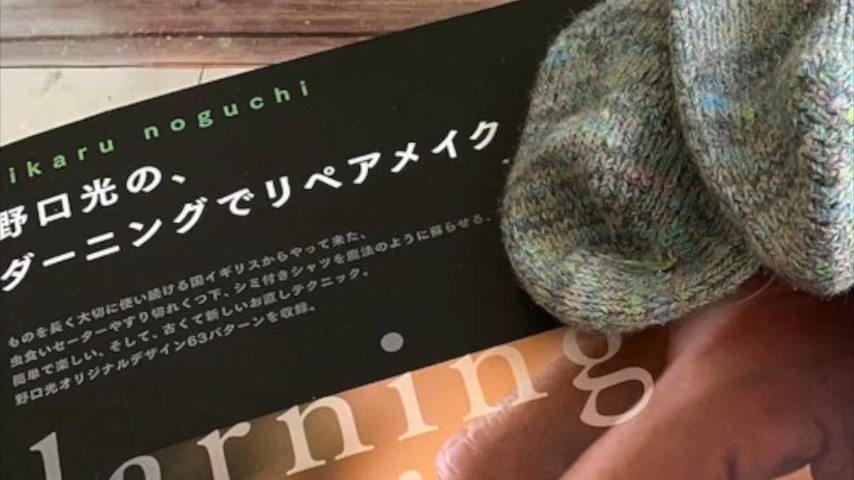 ikaru noguchi
野口光の、
ダーニングでリペアメイク
ものを長く大切に使い続ける国イギリスからやって来た、
虫食いセーターやすり切れくつ下、シミ付きシャツを魔法のように蘇らせる、
簡単で楽しい、そして、古くて新しいお直しテクニック。
野口光オリジナルデザイン63パターンを収録。
darning